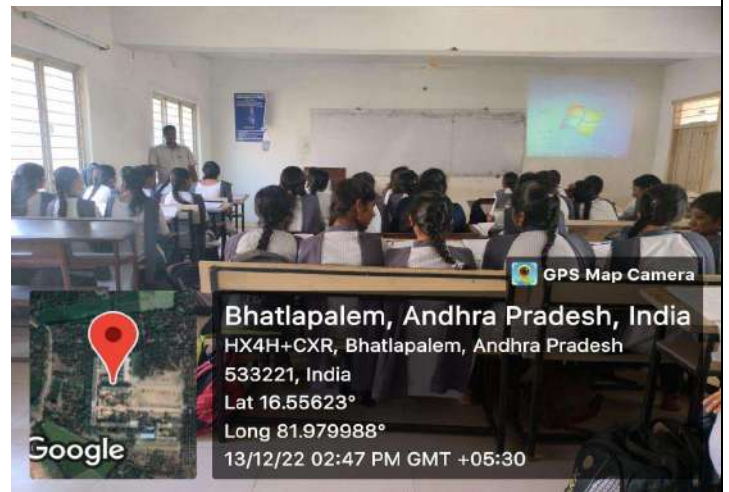 GPS Map Camera
Bhatlapalem, Andhra Pradesh, India
HX4H+CXR, Bhatlapalem, Andhra Pradesh
533221, India
Lat 16.55623°
Long 81.979988°
13/12/22 02:47 PM GMT +05:30
Google